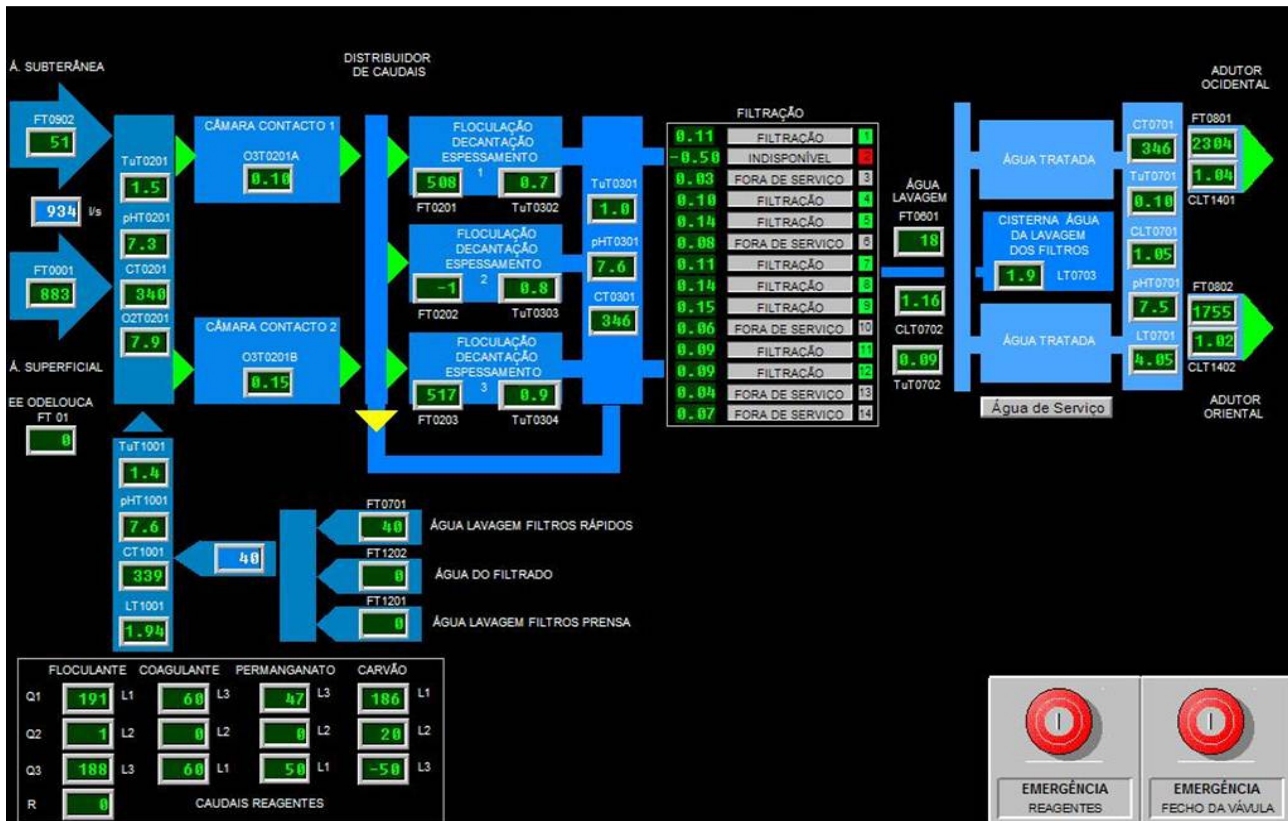 Á. SUBTERÂNEA
FT0902
51
934 l/s
FT0001
883
Á. SUPERFICIAL
EE ODELOUCA
FT 01
0
TuT0201
1.5
pHT0201
7.3
CT0201
340
O2T0201
7.9
CÂMARA CONTACTO 1
O3T0201A
0.10
CÂMARA CONTACTO 2
O3T0201B
0.15
DISTRIBUIDOR
DE CAUDAIS
FLOCULAÇÃO
DECANTAÇÃO
ESPESSAMENTO
1
508 0.7
FT0201 TuT0302
FLOCULAÇÃO
DECANTAÇÃO
ESPESSAMENTO
2
-1 0.8
FT0202 TuT0303
FLOCULAÇÃO
DECANTAÇÃO
ESPESSAMENTO
3
517 0.9
FT0203 TuT0304
TuT0301
1.0
pHT0301
7.6
CT0301
346
FILTRAÇÃO
0.11 FILTRAÇÃO 1
-0.50 INDISPONÍVEL 2
0.03 FORA DE SERVIÇO 3
0.10 FILTRAÇÃO 4
0.14 FILTRAÇÃO 5
0.08 FORA DE SERVIÇO 6
0.11 FILTRAÇÃO 7
0.14 FILTRAÇÃO 8
0.15 FILTRAÇÃO 9
0.06 FORA DE SERVIÇO 10
0.09 FILTRAÇÃO 11
0.09 FILTRAÇÃO 12
0.04 FORA DE SERVIÇO 13
0.07 FORA DE SERVIÇO 14
ÁGUA
LAVAGEM
FT0601
18
1.16
CLT0702
0.09
TuT0702
ÁGUA TRATADA
CISTERNA ÁGUA
DA LAVAGEM
DOS FILTROS
1.9 LT0703
ÁGUA TRATADA
Água de Serviço
CT0701
346
TuT0701
0.10
CLT0701
1.05
pHT0701
7.5
LT0701
4.05
ADUTOR
OCIDENTAL
FT0801
2304
1.04
CLT1401
FT0802
1755
1.02
CLT1402
ADUTOR
ORIENTAL
TuT1001
1.4
pHT1001
7.6
CT1001
339
LT1001
1.94
40
FT0701
40 ÁGUA LAVAGEM FILTROS RÁPIDOS
FT1202
0 ÁGUA DO FILTRADO
FT1201
0 ÁGUA LAVAGEM FILTROS PRENSA
FLOCULANTE COAGULANTE PERMANGANATO CARVÃO
Q1 191 L1 60 L3 47 L3 186 L1
Q2 1 L2 0 L2 0 L2 20 L2
Q3 188 L3 60 L1 50 L1 -50 L3
R 0 CAUDAIS REAGENTES
EMERGÊNCIA
REAGENTES
EMERGÊNCIA
FECHO DA VÁVULA